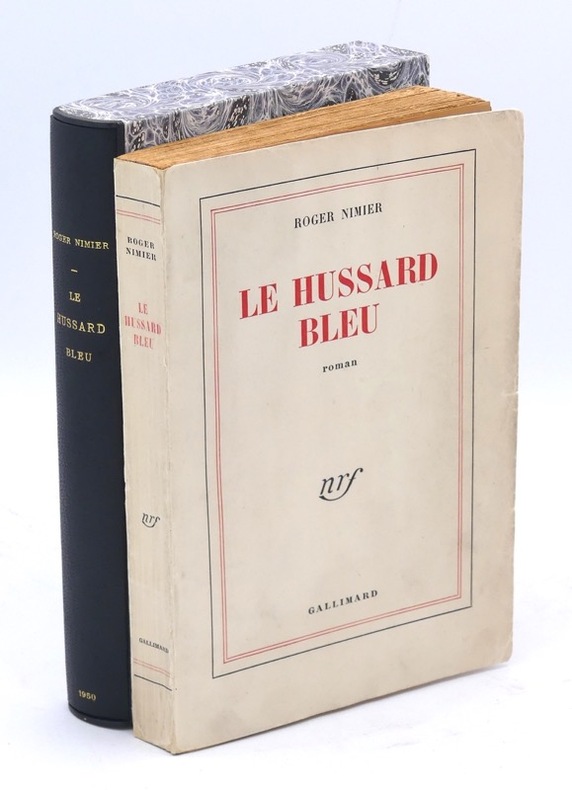 ROGER NIMIER
—
LE
HUSSARD
BLEU
1950
ROGER
NIMIER
LE
HUSSARD
BLEU
nrf
GALLIMARD
ROGER NIMIER
LE HUSSARD
BLEU
roman
nrf
GALLIMARD